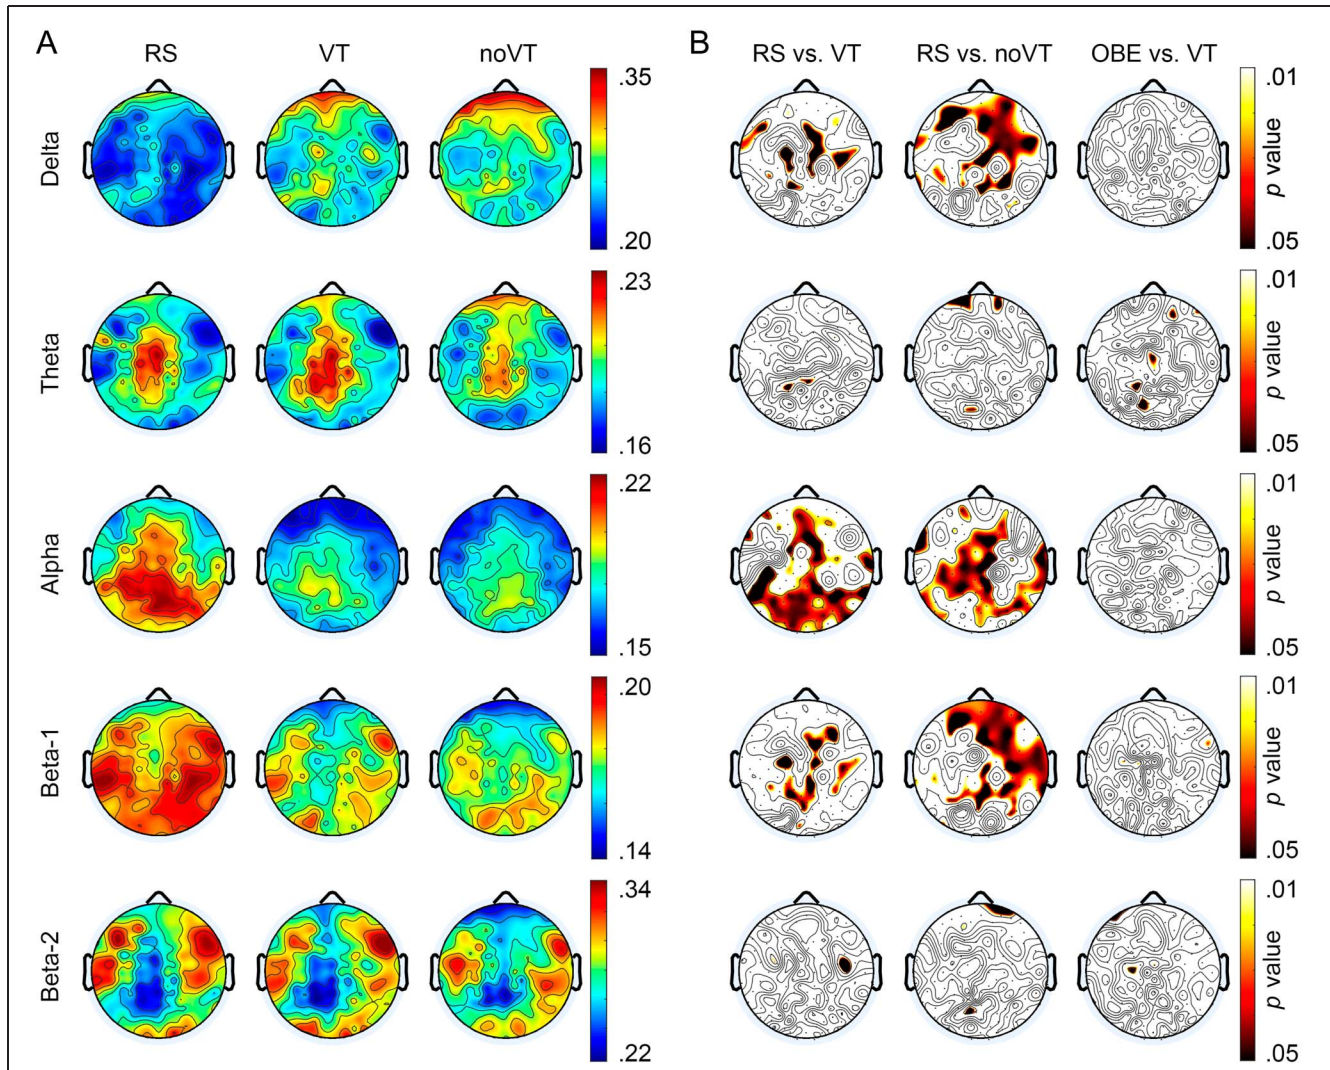 A
RS
VT
noVT
B
RS vs. VT
RS vs. noVT
OBE vs. VT
Delta
.35
.20
.01
p value
.05
Theta
.23
.16
.01
p value
.05
Alpha
.22
.15
.01
p value
.05
Beta-1
.20
.14
.01
p value
.05
Beta-2
.34
.22
.01
p value
.05